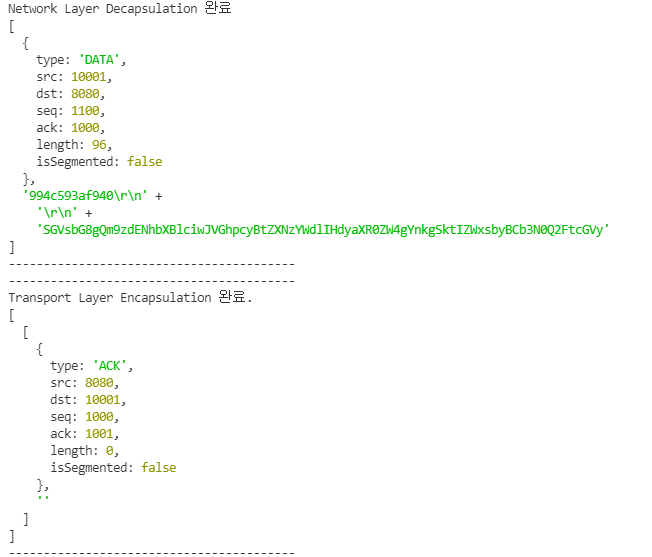 Network Layer Decapsulation 완료
[
  {
    type: 'DATA',
    src: 10001,
    dst: 8080,
    seq: 1100,
    ack: 1000,
    length: 96,
    isSegmented: false
  },
  '994c593af940\r\n' +
    '\r\n' +
    'SGVsbG8gQm9zdENhbXBlciwJVGhpcyBtZXNzYWdlIHdyaXR0ZW4gYnkgSktIZWxsbyBCb3N0Q2FtcGVy'
]
-----------------------------------------
-----------------------------------------
Transport Layer Encapsulation 완료.
[
  [
    {
      type: 'ACK',
      src: 8080,
      dst: 10001,
      seq: 1000,
      ack: 1001,
      length: 0,
      isSegmented: false
    },
    ''
  ]
]
-----------------------------------------